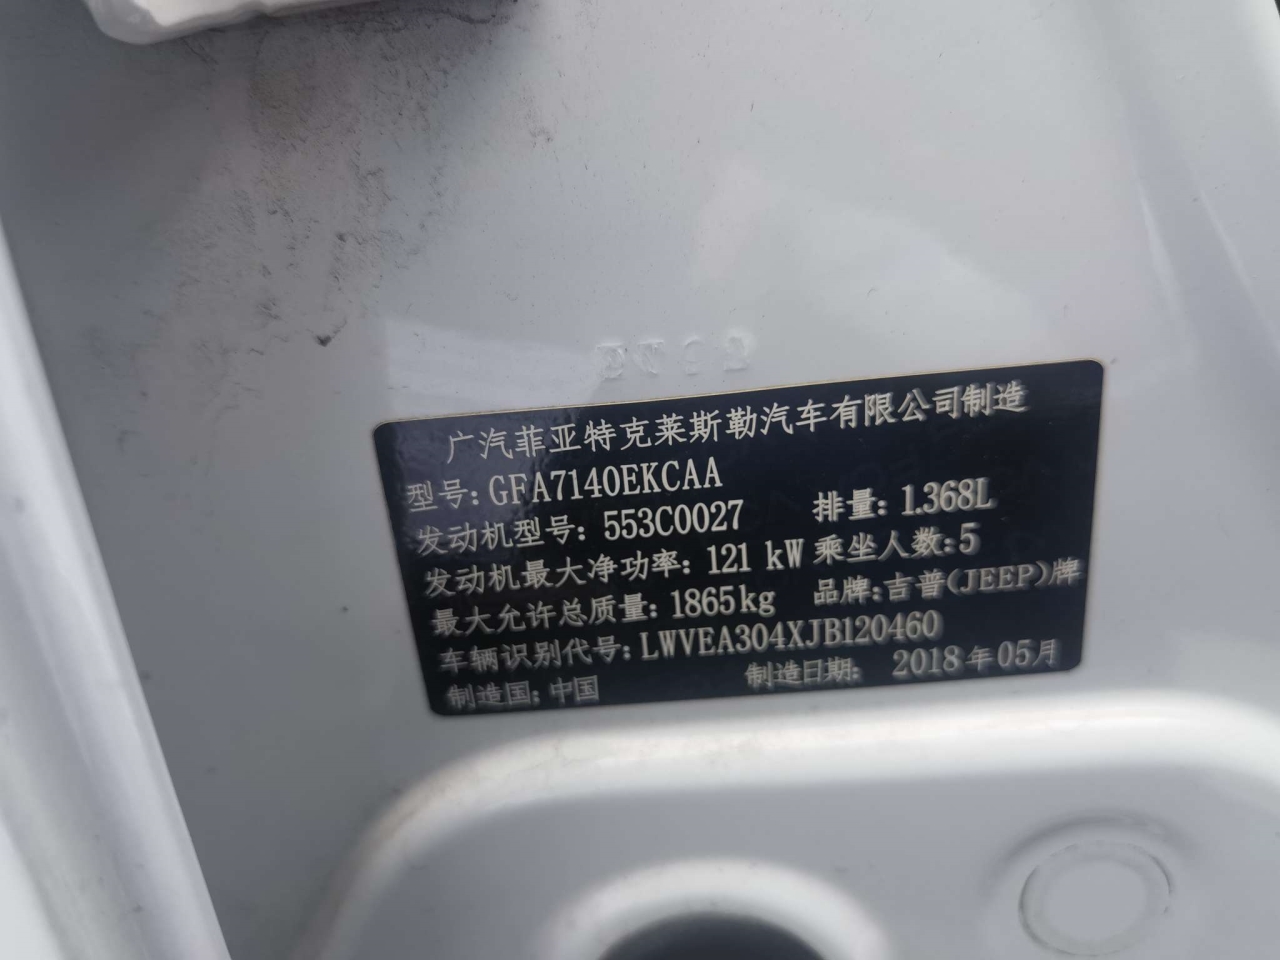 广汽菲亚特克莱斯勒汽车有限公司制造
型号: GFA7140EKCAA
发动机型号: 553C0027 排量: 1.368L
发动机最大净功率: 121 kW 乘坐人数: 5
最大允许总质量: 1865kg 品牌: 吉普(JEEP)牌
车辆识别代号: LWVEA304XJB120460
制造国: 中国 制造日期: 2018年05月